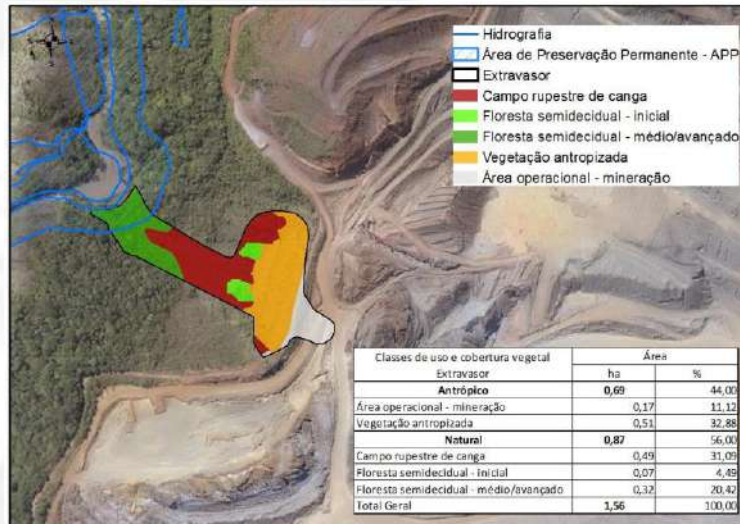 Hidrografia
Área de Preservação Permanente - APP
Extravasor
Campo rupestre de canga
Floresta semidecidual - inicial
Floresta semidecidual - médio/avançado
Vegetação antropizada
Área operacional - mineração
Classes de uso e cobertura vegetal Área
Extravasor ha %
Antrópico 0,69 44,00
Área operacional - mineração 0,17 11,12
Vegetação antropizada 0,51 32,88
Natural 0,87 56,00
Campo rupestre de canga 0,49 31,09
Floresta semidecidual - inicial 0,07 4,49
Floresta semidecidual - médio/avançado 0,32 20,42
Total Geral 1,56 100,00